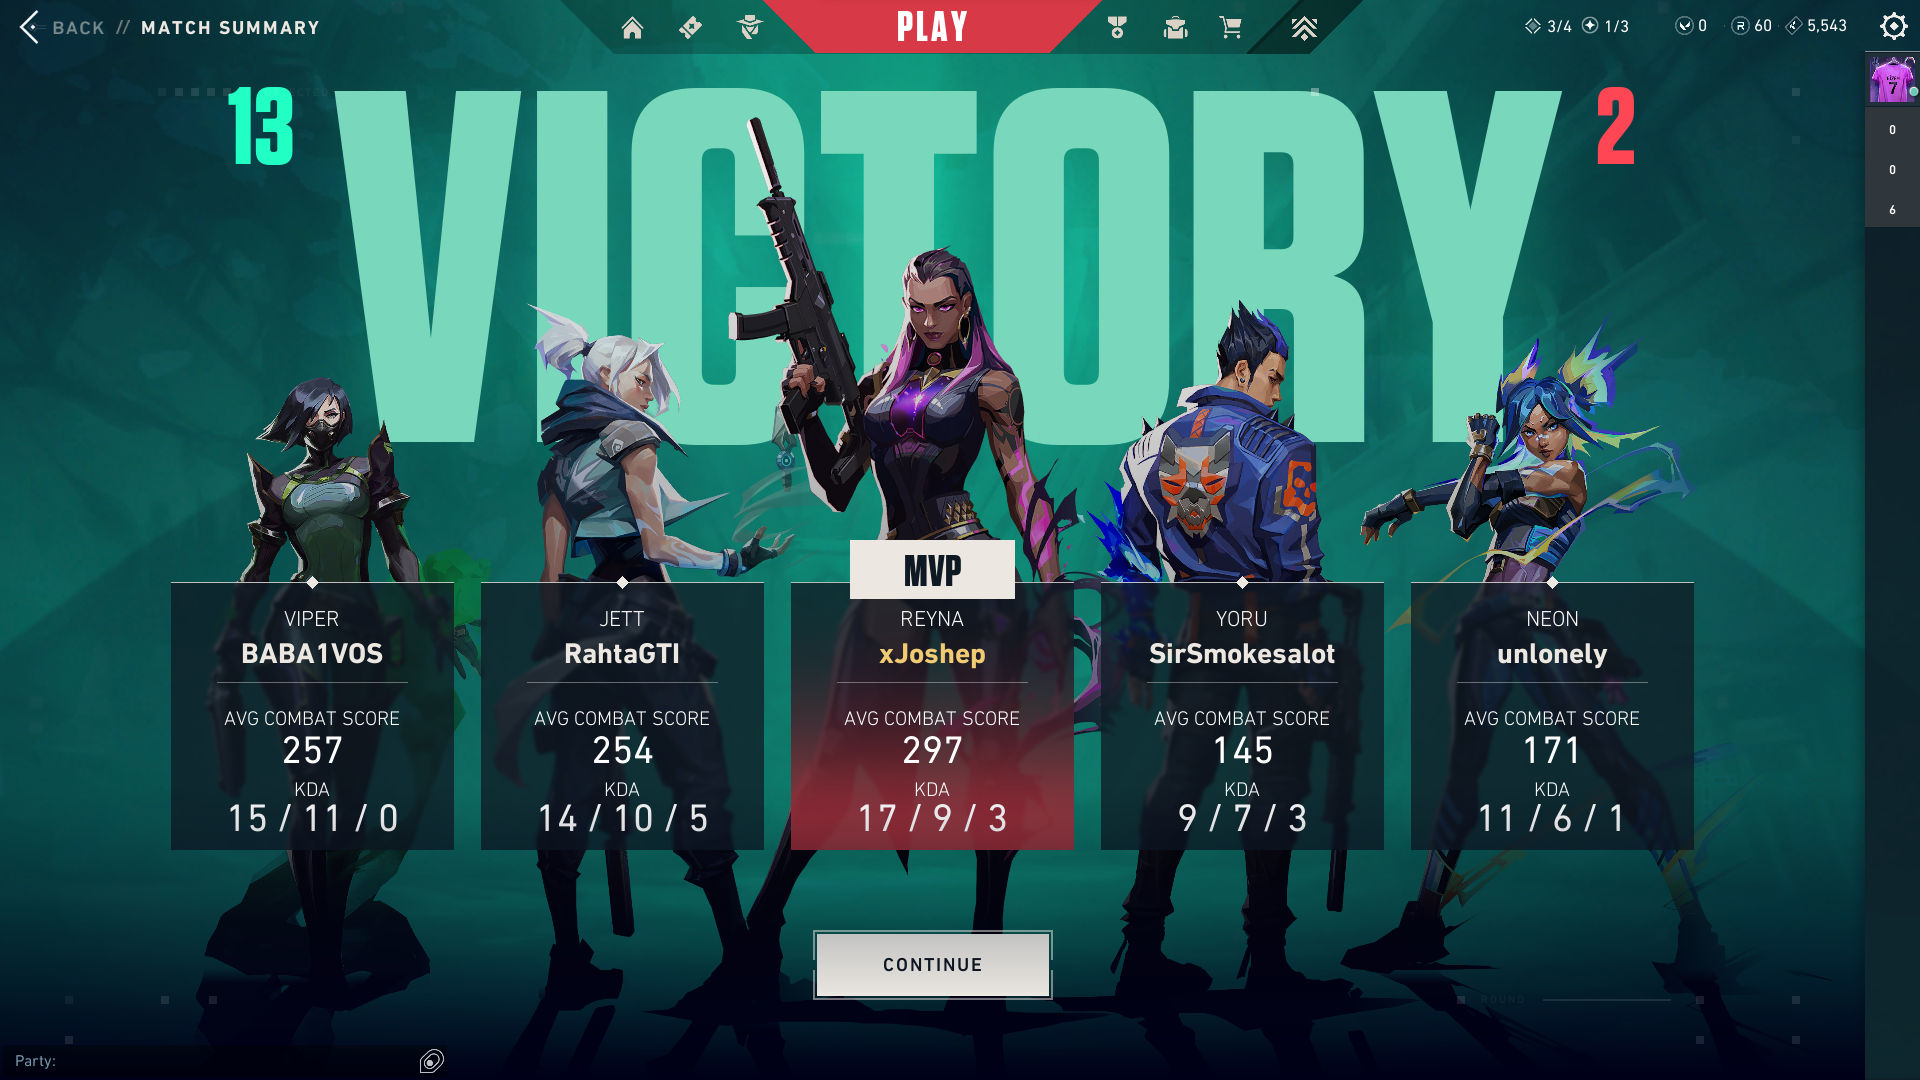 BACK // MATCH SUMMARY
PLAY
3/4 1/3 0 60 5,543
13
VICTORY
2
7
0
0
6
MVP
VIPER
BABA1VOS
AVG COMBAT SCORE
257
KDA
15 / 11 / 0
JETT
RahtaGTI
AVG COMBAT SCORE
254
KDA
14 / 10 / 5
REYNA
xJoshep
AVG COMBAT SCORE
297
KDA
17 / 9 / 3
YORU
SirSmokesalot
AVG COMBAT SCORE
145
KDA
9 / 7 / 3
NEON
unlonely
AVG COMBAT SCORE
171
KDA
11 / 6 / 1
CONTINUE
ROUND
Party: